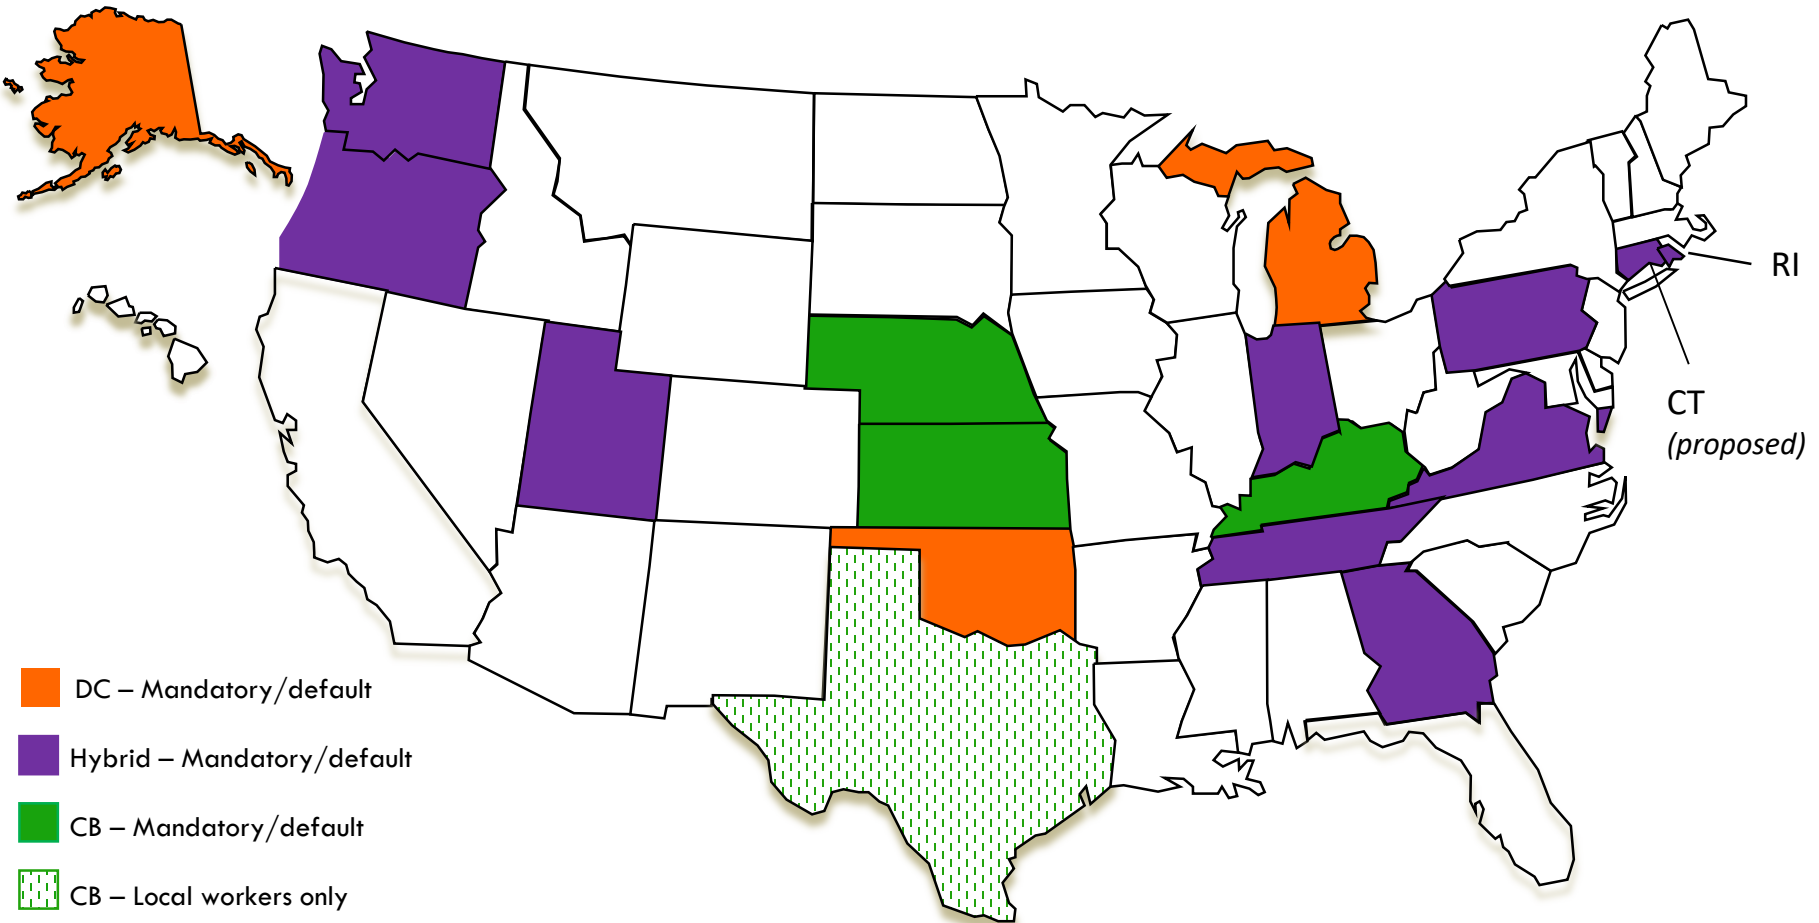 RI
CT
(proposed)
DC – Mandatory/default
Hybrid – Mandatory/default
CB – Mandatory/default
CB – Local workers only